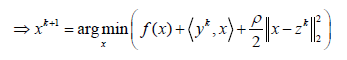 ⇒ x^{k+1} = arg min_x ( f(x) + ⟨y^k, x⟩ + ρ/2 ‖x − z^k‖_2^2 )